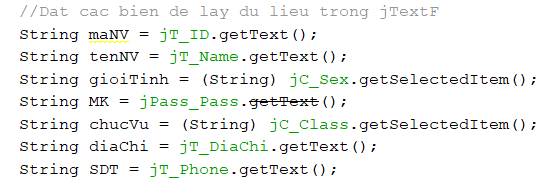 //Dat cac bien de lay du lieu trong jTextF
String maNV = jT_ID.getText();
String tenNV = jT_Name.getText();
String gioiTinh = (String) jC_Sex.getSelectedItem();
String MK = jPass_Pass.getText();
String chucVu = (String) jC_Class.getSelectedItem();
String diaChi = jT_DiaChi.getText();
String SDT = jT_Phone.getText();